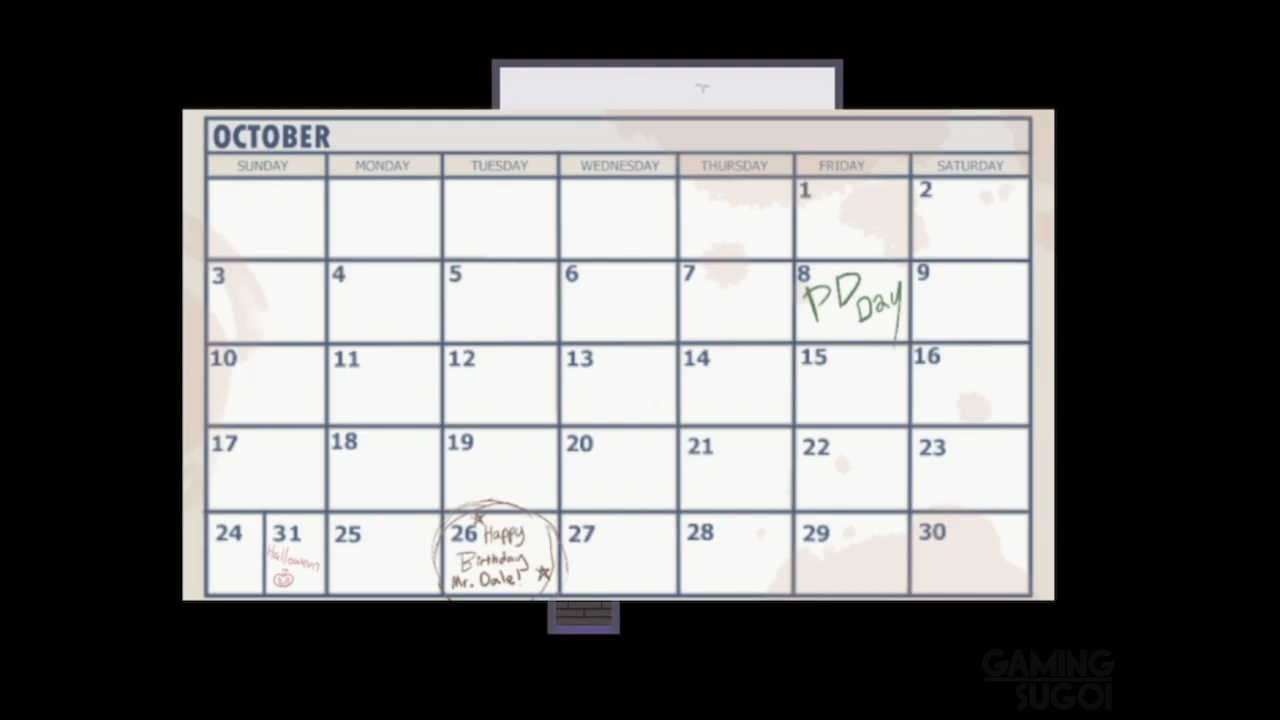 OCTOBER
SUNDAY MONDAY TUESDAY WEDNESDAY THURSDAY FRIDAY SATURDAY
1 2
3 4 5 6 7 8 9
PD Day
10 11 12 13 14 15 16
17 18 19 20 21 22 23
24 31 25 26 Happy 27 28 29 30
Halloween
Birthday
Mr. Dale!
GAMING
SUGOI